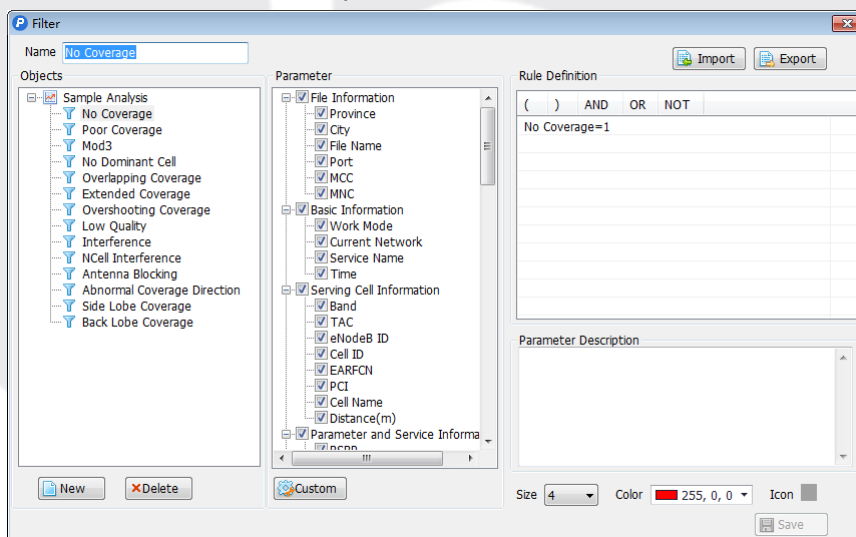 Filter
Name No Coverage
Import Export
Objects
Sample Analysis
No Coverage
Poor Coverage
Mod3
No Dominant Cell
Overlapping Coverage
Extended Coverage
Overshooting Coverage
Low Quality
Interference
NCell Interference
Antenna Blocking
Abnormal Coverage Direction
Side Lobe Coverage
Back Lobe Coverage
New Delete
Parameter
File Information
Province
City
File Name
Port
MCC
MNC
Basic Information
Work Mode
Current Network
Service Name
Time
Serving Cell Information
Band
TAC
eNodeB ID
Cell ID
EARFCN
PCI
Cell Name
Distance(m)
Parameter and Service Informa
Custom
Rule Definition
( ) AND OR NOT
No Coverage=1
Parameter Description
Size 4 Color 255, 0, 0 Icon
Save